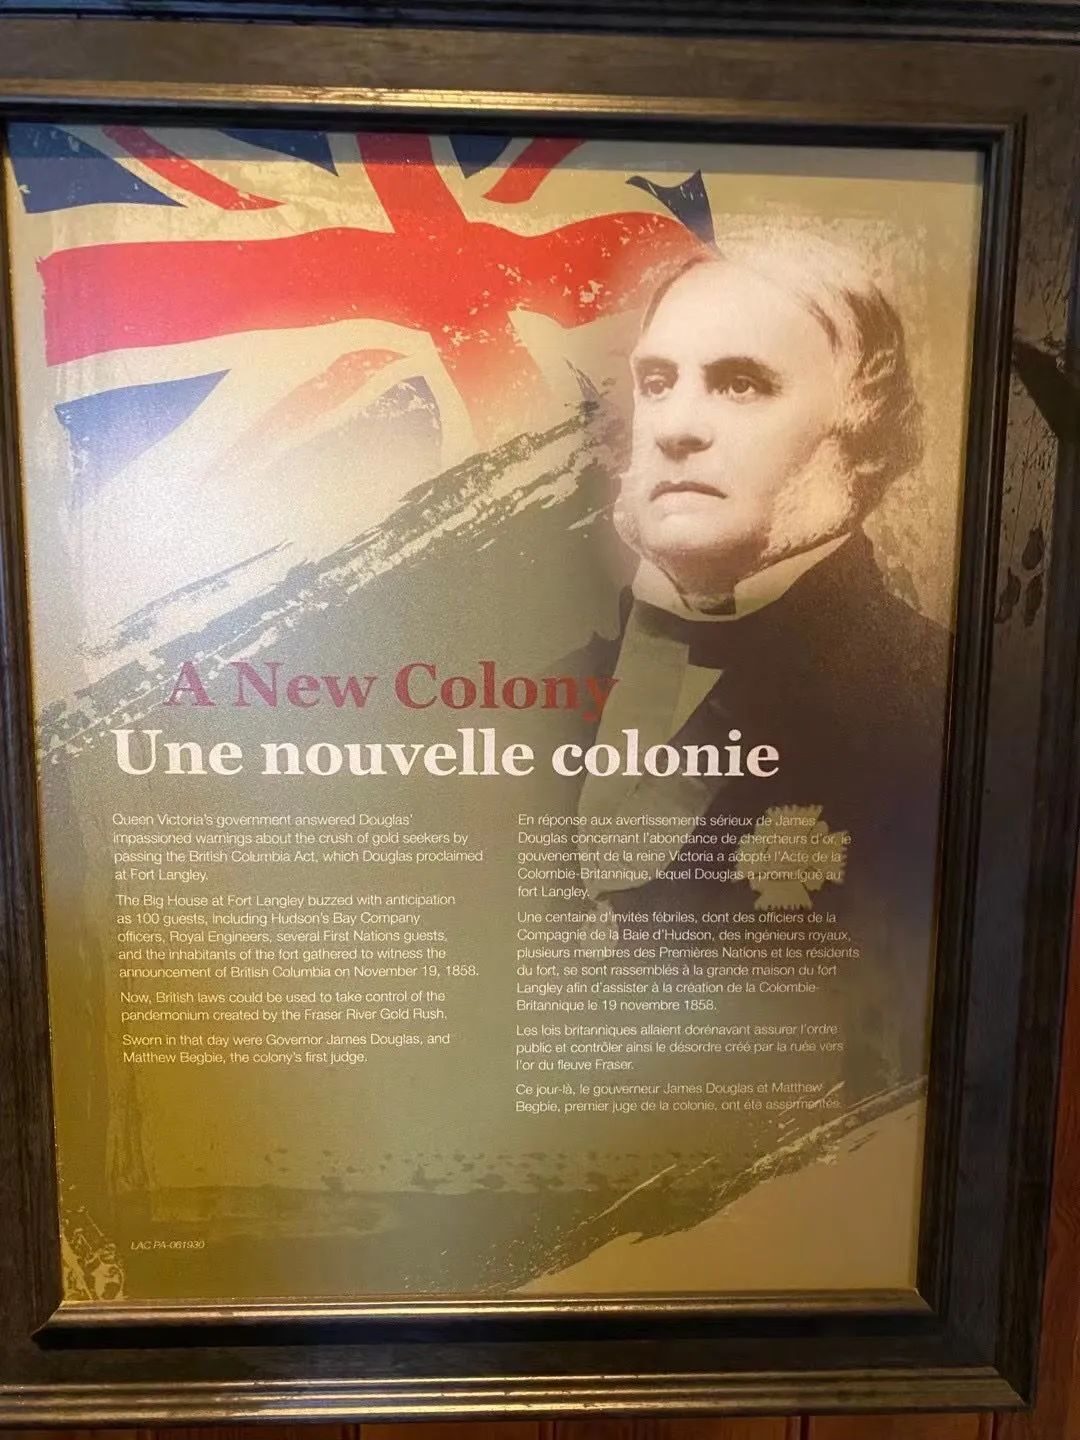 A New Colony
Une nouvelle colonie
Queen Victoria's government answered Douglas'
impassioned warnings about the crush of gold seekers by
passing the British Columbia Act, which Douglas proclaimed
at Fort Langley.
The Big House at Fort Langley buzzed with anticipation
as 100 guests, including Hudson's Bay Company
officers, Royal Engineers, several First Nations guests,
and the inhabitants of the fort gathered to witness the
announcement of British Columbia on November 19, 1858.
Now, British laws could be used to take control of the
pandemonium created by the Fraser River Gold Rush.
Sworn in that day were Governor James Douglas, and
Matthew Begbie, the colony's first judge.
En réponse aux avertissements sérieux de James
Douglas concernant l'abondance de chercheurs d'or, le
gouvenement de la reine Victoria a adopté l'Acte de la
Colombie-Britannique, lequel Douglas a promulgué au
fort Langley.
Une centaine d'invités fébriles, dont des officiers de la
Compagnie de la Baie d'Hudson, des ingénieurs royaux,
plusieurs membres des Premières Nations et les résidents
du fort, se sont rassemblés à la grande maison du fort
Langley afin d'assister à la création de la Colombie-
Britannique le 19 novembre 1858.
Les lois britanniques allaient dorénavant assurer l'ordre
public et contrôler ainsi le désordre créé par la ruée vers
l'or du fleuve Fraser.
Ce jour-là, le gouverneur James Douglas et Matthew
Begbie, premier juge de la colonie, ont été assermentés.
LAC PA-061930